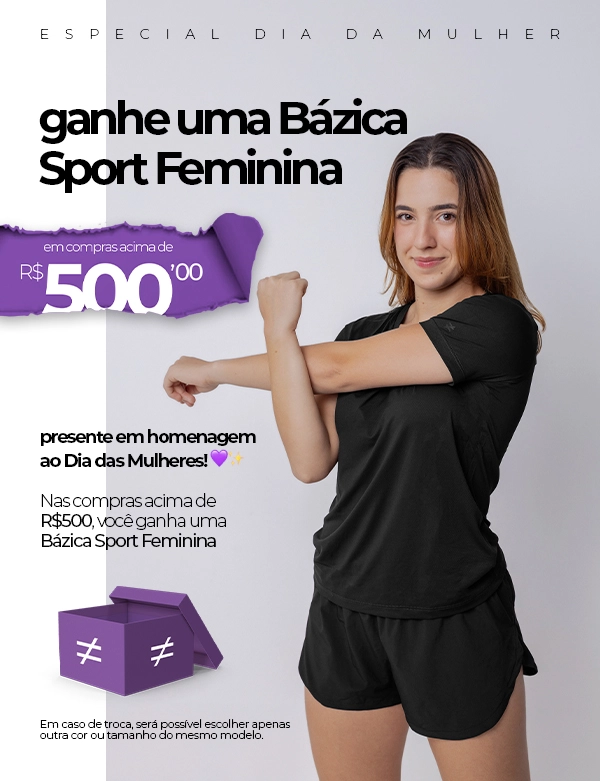 ESPECIAL DIA DA MULHER
ganhe uma Bázica
Sport Feminina
em compras acima de
R$500’00
presente em homenagem
ao Dia das Mulheres!💜✨
Nas compras acima de
R$500, você ganha uma
Bázica Sport Feminina
≠ ≠
Em caso de troca, será possível escolher apenas
outra cor ou tamanho do mesmo modelo.